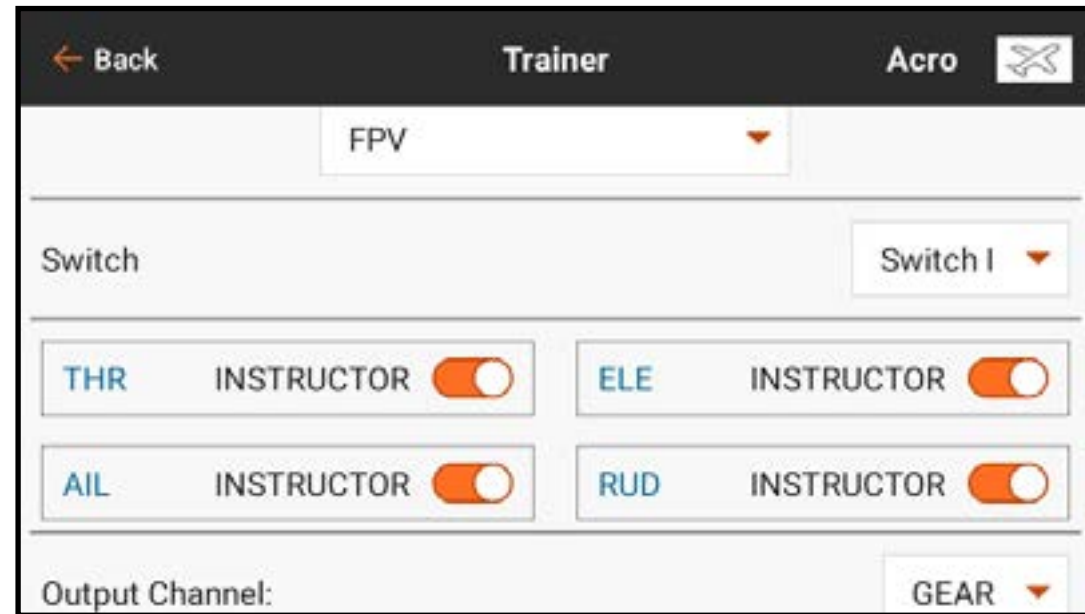 Back Trainer Acro
FPV
Switch Switch I
THR INSTRUCTOR ELE INSTRUCTOR
AIL INSTRUCTOR RUD INSTRUCTOR
Output Channel: GEAR